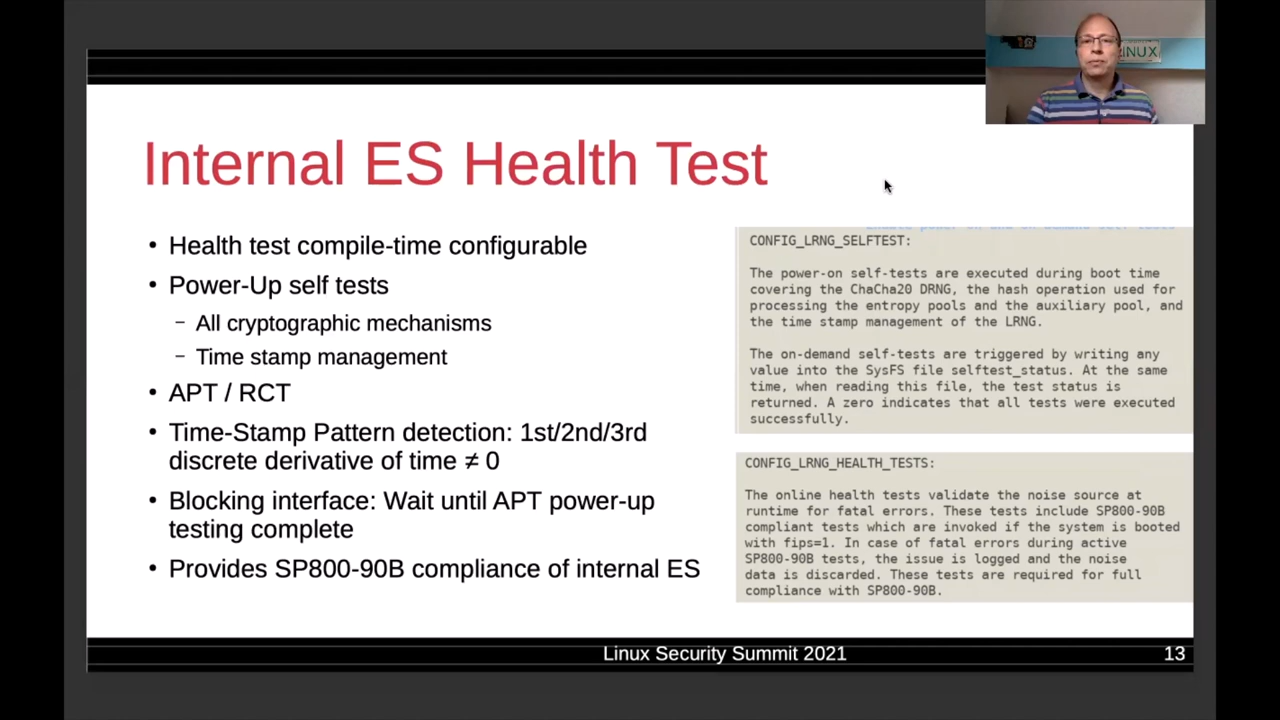 INUX
Internal ES Health Test
• Health test compile-time configurable
• Power-Up self tests
– All cryptographic mechanisms
– Time stamp management
• APT / RCT
• Time-Stamp Pattern detection: 1st/2nd/3rd
discrete derivative of time ≠ 0
• Blocking interface: Wait until APT power-up
testing complete
• Provides SP800-90B compliance of internal ES
CONFIG_LRNG_SELFTEST:
The power-on self-tests are executed during boot time
covering the ChaCha20 DRNG, the hash operation used for
processing the entropy pools and the auxiliary pool, and
the time stamp management of the LRNG.
The on-demand self-tests are triggered by writing any
value into the SysFS file selftest_status. At the same
time, when reading this file, the test status is
returned. A zero indicates that all tests were executed
successfully.
CONFIG_LRNG_HEALTH_TESTS:
The online health tests validate the noise source at
runtime for fatal errors. These tests include SP800-90B
compliant tests which are invoked if the system is booted
with fips=1. In case of fatal errors during active
SP800-90B tests, the issue is logged and the noise
data is discarded. These tests are required for full
compliance with SP800-90B.
Linux Security Summit 2021
13